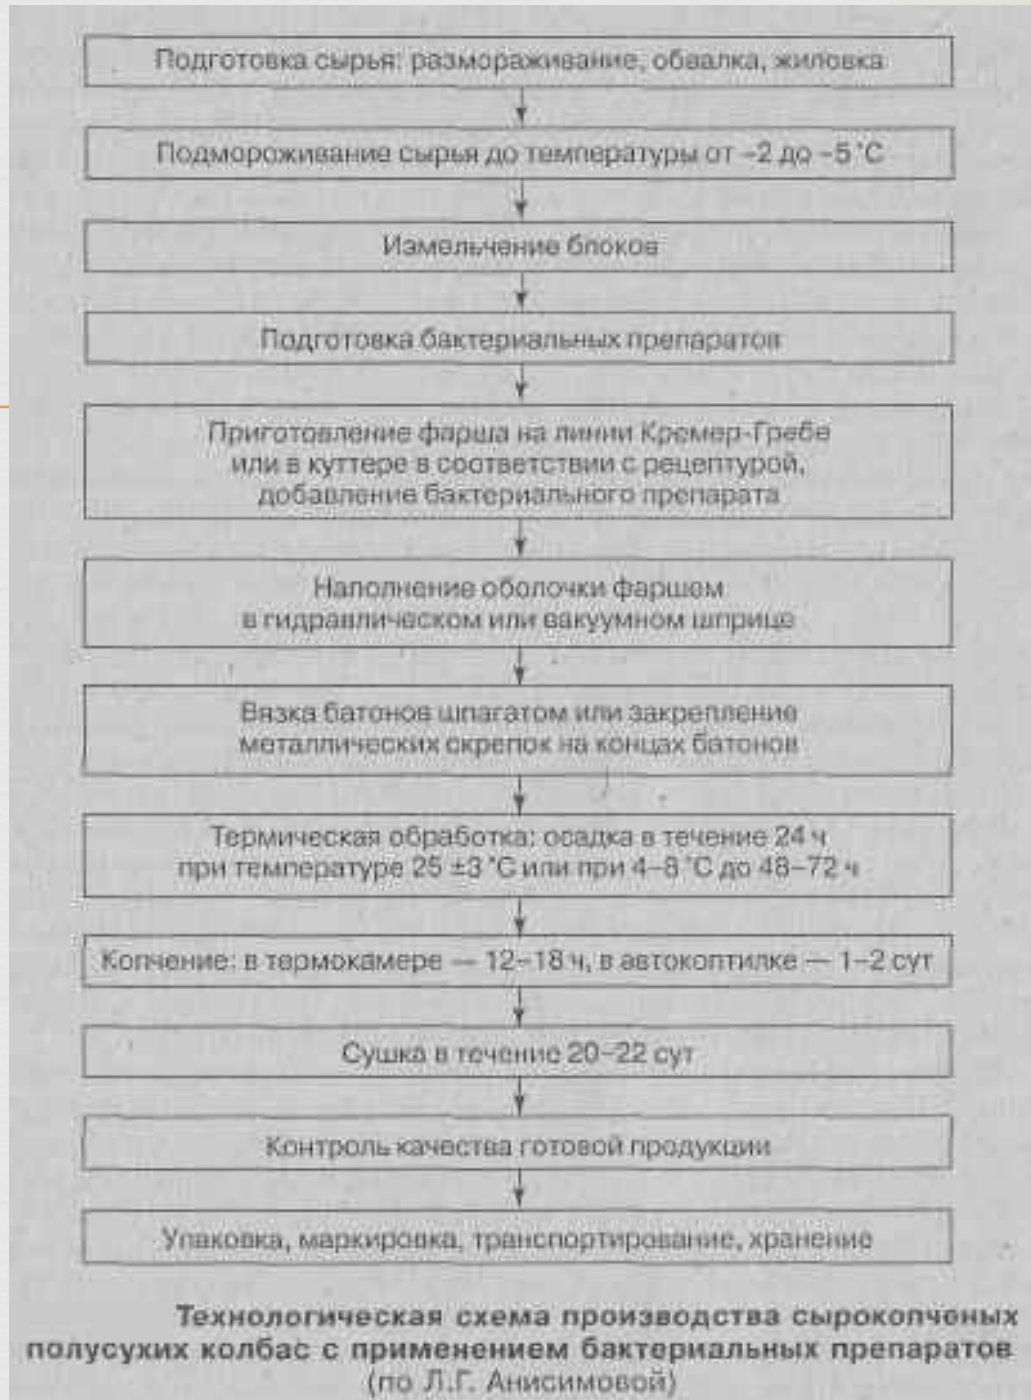 Подготовка сырья: размораживание, обвалка, жиловка
Подмороживание сырья до температуры от –2 до –5 °С
Измельчение блоков
Подготовка бактериальных препаратов
Приготовление фарша на линии Кремер-Гребе
или в куттере в соответствии с рецептурой,
добавление бактериального препарата
Наполнение оболочки фаршем
в гидравлическом или вакуумном шприце
Вязка батонов шпагатом или закрепление
металлических скрепок на концах батонов
Термическая обработка: осадка в течение 24 ч
при температуре 25 ±3 °С или при 4–8 °С до 48–72 ч
Копчение: в термокамере — 12–18 ч, в автокоптилке — 1–2 сут
Сушка в течение 20–22 сут
Контроль качества готовой продукции
Упаковка, маркировка, транспортирование, хранение
Технологическая схема производства сырокопченых
полусухих колбас с применением бактериальных препаратов
(по Л.Г. Анисимовой)